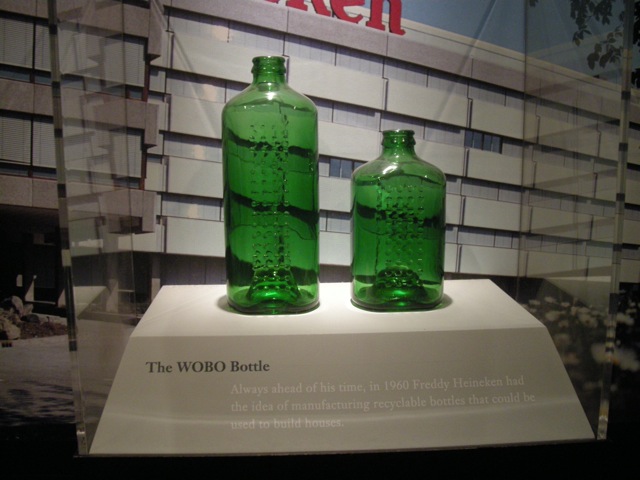 Heineken
The WOBO Bottle
Always ahead of his time, in 1960 Freddy Heineken had
the idea of manufacturing recyclable bottles that could be
used to build houses.